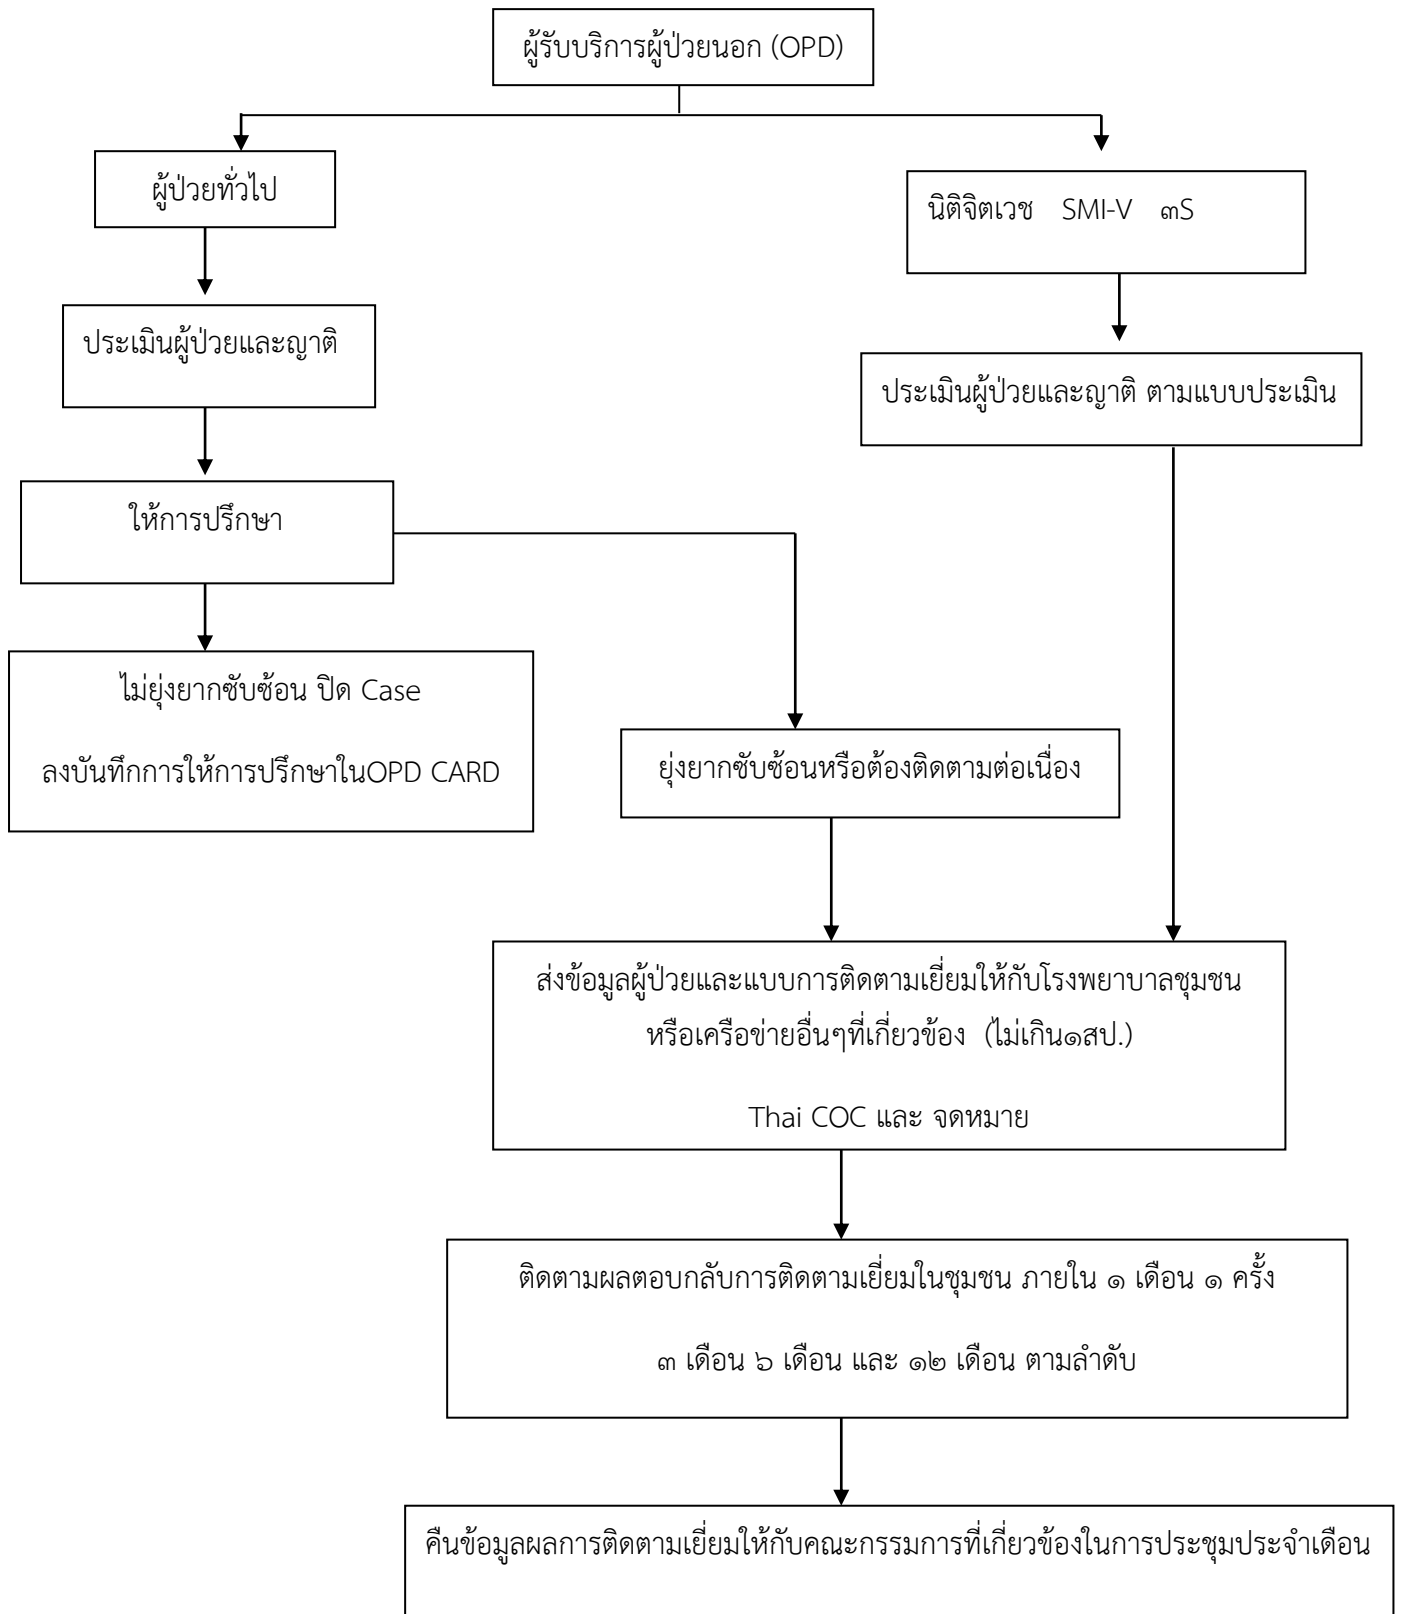 ผู้รับบริการผู้ป่วยนอก (OPD)
ผู้ป่วยทั่วไป
นิติจิตเวช SMI-V ๓S
ประเมินผู้ป่วยและญาติ
ประเมินผู้ป่วยและญาติ ตามแบบประเมิน
ให้การปรึกษา
ไม่ยุ่งยากซับซ้อน ปิด Case
ลงบันทึกการให้การปรึกษาในOPD CARD
ยุ่งยากซับซ้อนหรือต้องติดตามต่อเนื่อง
ส่งข้อมูลผู้ป่วยและแบบการติดตามเยี่ยมให้กับโรงพยาบาลชุมชน
หรือเครือข่ายอื่นๆที่เกี่ยวข้อง (ไม่เกิน๑สป.)
Thai COC และ จดหมาย
ติดตามผลตอบกลับการติดตามเยี่ยมในชุมชน ภายใน ๑ เดือน ๑ ครั้ง
๓ เดือน ๖ เดือน และ ๑๒ เดือน ตามลำดับ
คืนข้อมูลผลการติดตามเยี่ยมให้กับคณะกรรมการที่เกี่ยวข้องในการประชุมประจำเดือน